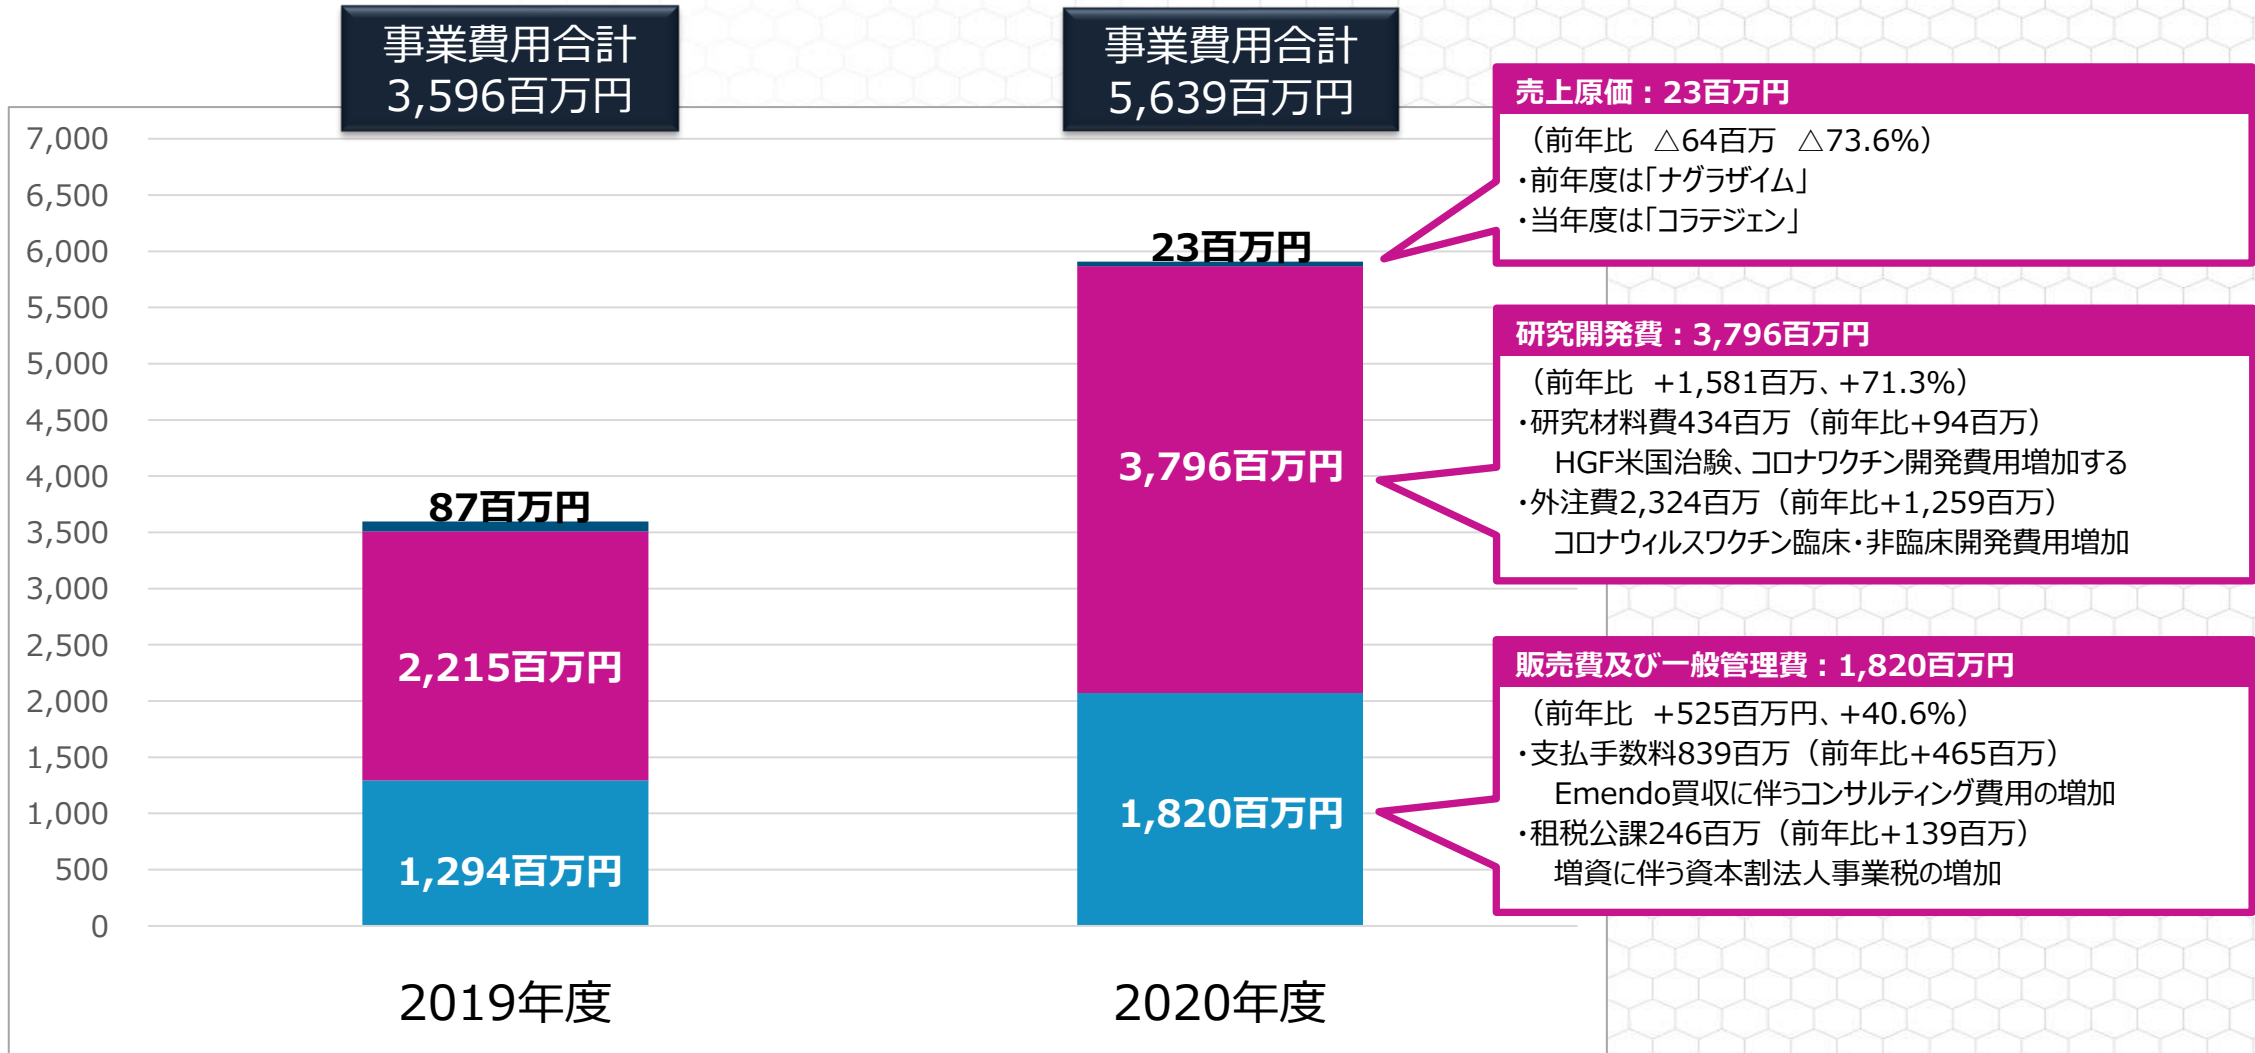 事業費用合計
3,596百万円
事業費用合計
5,639百万円
7,000
6,500
6,000
5,500
5,000
4,500
4,000
3,500
3,000
2,500
2,000
1,500
1,000
500
0
87百万円
2,215百万円
1,294百万円
23百万円
3,796百万円
1,820百万円
2019年度
2020年度
売上原価：23百万円
（前年比 △64百万 △73.6%）
・前年度は「ナグラザイム」
・当年度は「コラテジェン」
研究開発費：3,796百万円
（前年比 +1,581百万、+71.3%）
・研究材料費434百万（前年比+94百万）
HGF米国治験、コロナワクチン開発費用増加する
・外注費2,324百万（前年比+1,259百万）
コロナウィルスワクチン臨床・非臨床開発費用増加
販売費及び一般管理費：1,820百万円
（前年比 +525百万円、+40.6%）
・支払手数料839百万（前年比+465百万）
Emendo買収に伴うコンサルティング費用の増加
・租税公課246百万（前年比+139百万）
増資に伴う資本割法人事業税の増加